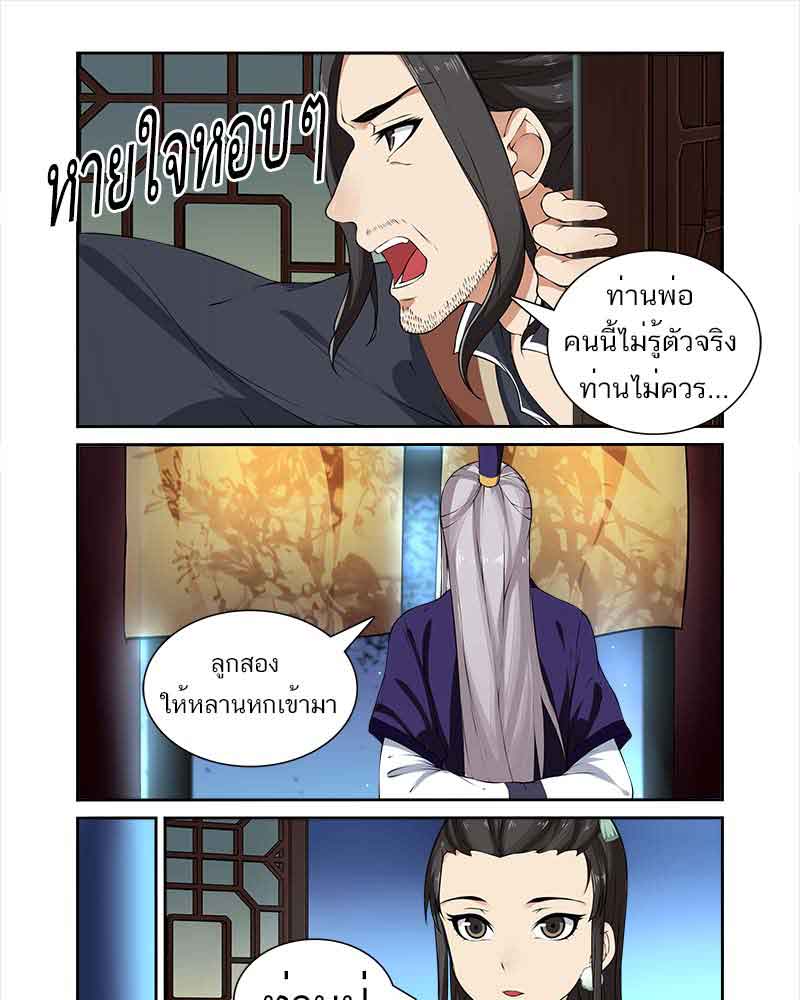 หายใจหอบๆ
ท่านพ่อ
คนนี้ไม่รู้ตัวจริง
ท่านไม่ควร...
ลูกสอง
ให้หลานหกเข้ามา